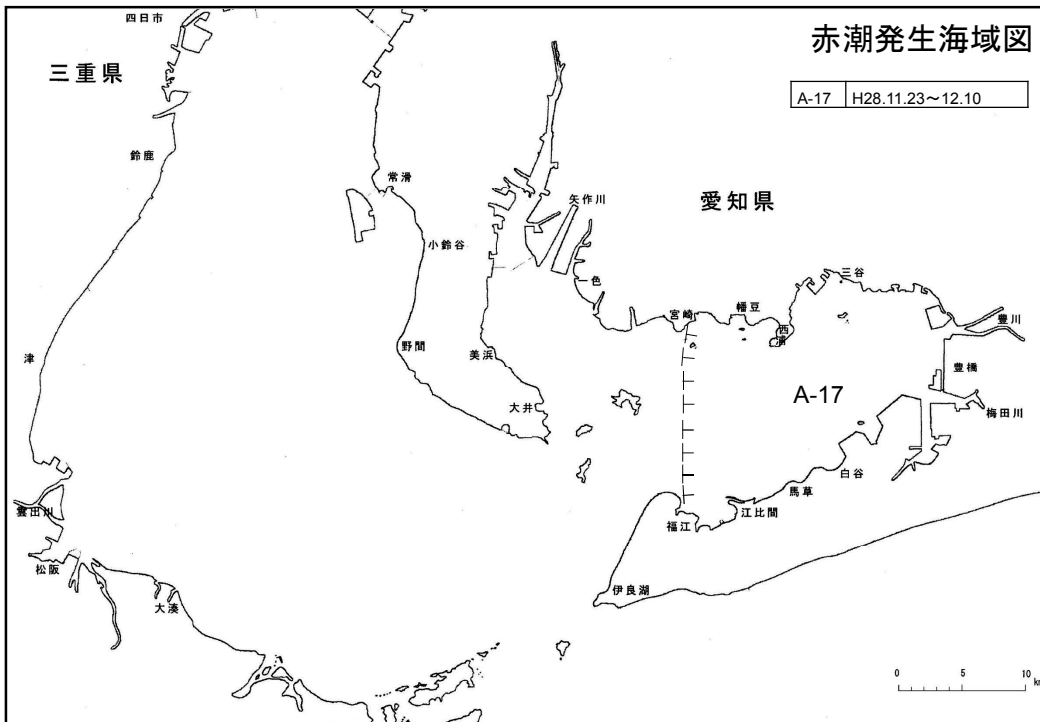 四日市
赤潮発生海域図
三重県
A-17 H28.11.23～12.10
鈴鹿
常滑
矢作川
愛知県
小鈴谷
一色
三谷
宮崎
幡豆
豊川
西浦
野間
美浜
津
豊橋
大井
A-17
梅田川
白谷
馬草
雲出川
江比間
福江
松阪
伊良湖
大湊
0 5 10
km